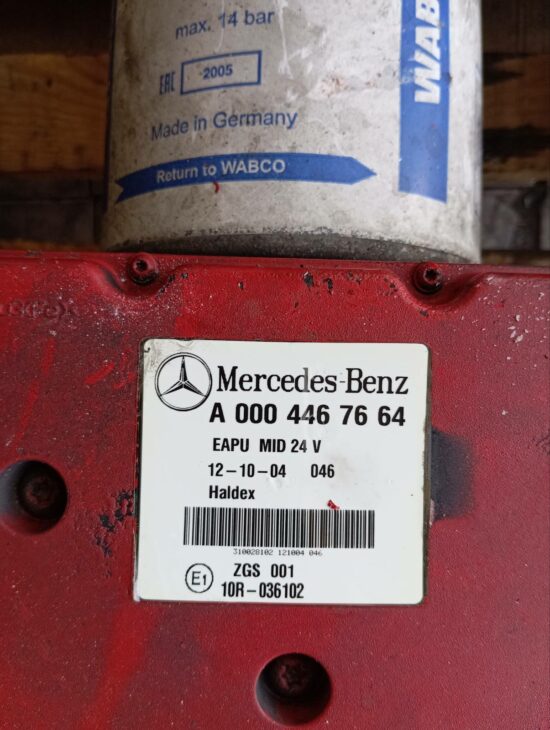 max. 14 bar
EAC 2005
Made in Germany
Return to WABCO
WAB
Mercedes-Benz
A 000 446 76 64
EAPU MID 24 V
12-10-04 046
Haldex
310028102 121004 046
E1
ZGS 001
10R-036102